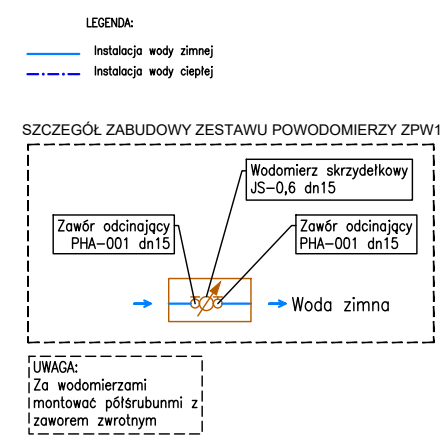 LEGENDA:
Instalacja wody zimnej
Instalacja wody ciepłej
SZCZEGÓŁ ZABUDOWY ZESTAWU POWODOMIERZY ZPW1
Wodomierz skrzydełkowy
JS-0,6 dn15
Zawór odcinający
PHA-001 dn15
Zawór odcinający
PHA-001 dn15
Woda zimna
UWAGA:
Za wodomierzami
montować półśrubunmi z
zaworem zwrotnym